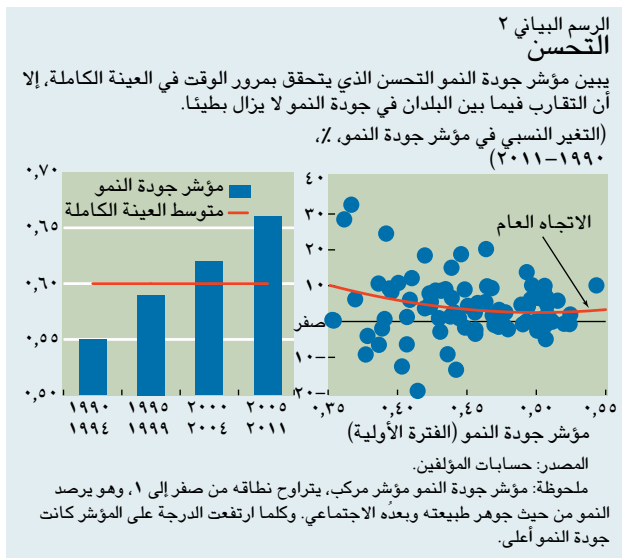 الرسم البياني ٢
التحسن
يبين مؤشر جودة النمو التحسن الذي يتحقق بمرور الوقت في العينة الكاملة، إلا
أن التقارب فيما بين البلدان في جودة النمو لا يزال بطيئا.
(التغير النسبي في مؤشر جودة النمو، ٪،
١٩٩٠–٢٠١١)
٤٠
٣٠
٢٠
١٠
صفر
١٠–
٢٠–
الاتجاه العام
٠,٣٥ ٠,٤٠ ٠,٤٥ ٠,٥٠ ٠,٥٥
مؤشر جودة النمو (الفترة الأولية)
٠,٧٠
٠,٦٥
٠,٦٠
٠,٥٥
٠,٥٠
مؤشر جودة النمو
متوسط العينة الكاملة
١٩٩٠ ١٩٩٥ ٢٠٠٠ ٢٠٠٥
١٩٩٤ ١٩٩٩ ٢٠٠٤ ٢٠١١
المصدر: حسابات المؤلفين.
ملحوظة: مؤشر جودة النمو مؤشر مركب، يتراوح نطاقه من صفر إلى ١، وهو يرصد
النمو من حيث جوهر طبيعته وبعدُه الاجتماعي. وكلما ارتفعت الدرجة على المؤشر كانت
جودة النمو أعلى.